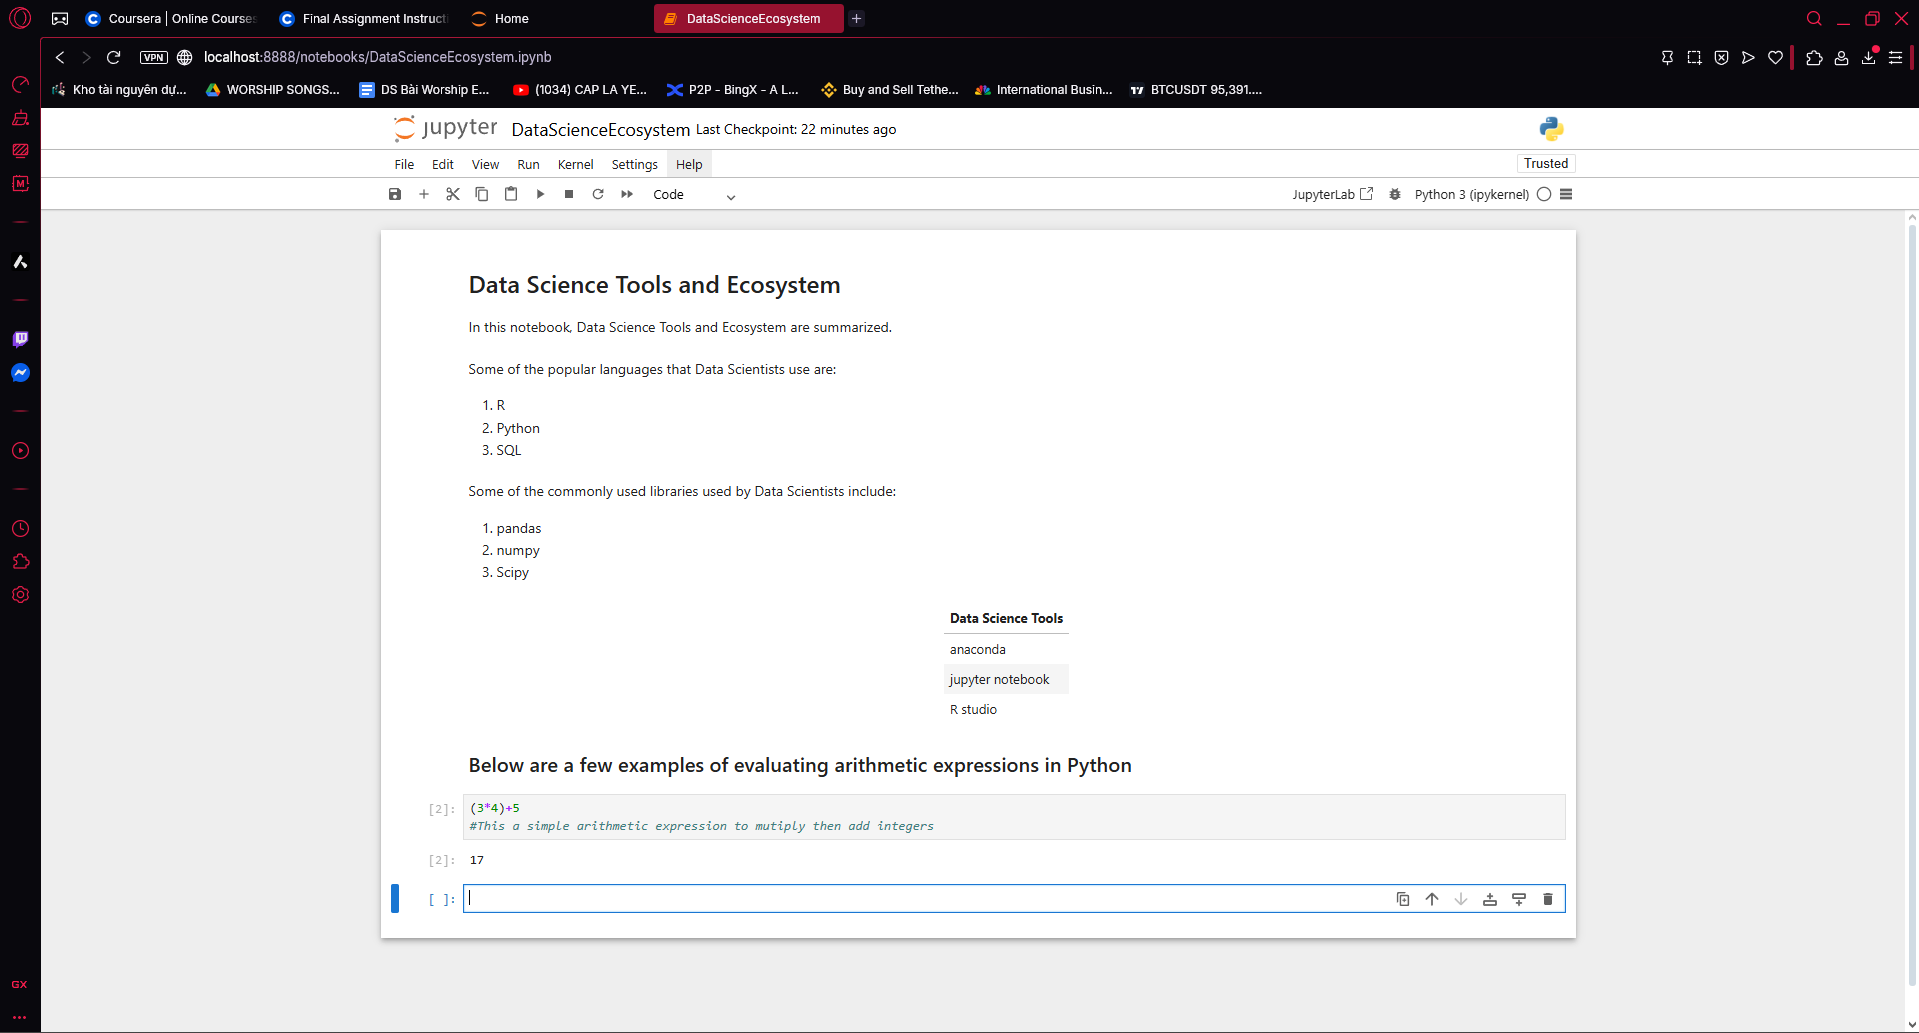 Coursera | Online Courses
Final Assignment Instructi
Home
DataScienceEcosystem
VPN
localhost:8888/notebooks/DataScienceEcosystem.ipynb
Kho tài nguyên dự...
WORSHIP SONGS...
DS Bài Worship E...
(1034) CAP LA YE...
P2P - BingX - A L...
Buy and Sell Tethe...
International Busin...
BTCUSDT 95,391....
jupyter DataScienceEcosystem Last Checkpoint: 22 minutes ago
File Edit View Run Kernel Settings Help
Trusted
Code
JupyterLab
Python 3 (ipykernel)
Data Science Tools and Ecosystem
In this notebook, Data Science Tools and Ecosystem are summarized.
Some of the popular languages that Data Scientists use are:
1. R
2. Python
3. SQL
Some of the commonly used libraries used by Data Scientists include:
1. pandas
2. numpy
3. Scipy
Data Science Tools
anaconda
jupyter notebook
R studio
Below are a few examples of evaluating arithmetic expressions in Python
[2]: (3*4)+5
#This a simple arithmetic expression to mutiply then add integers
[2]: 17
[ ]:
GX